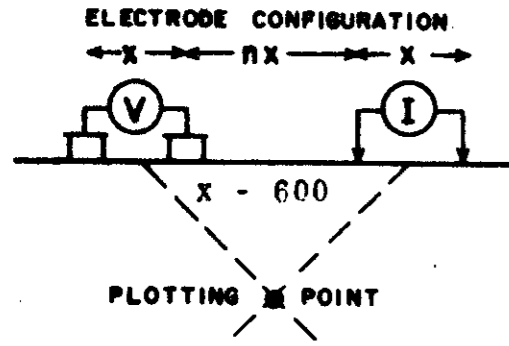 ELECTRODE CONFIGURATION
x nx x
V I
x - 600
PLOTTING POINT